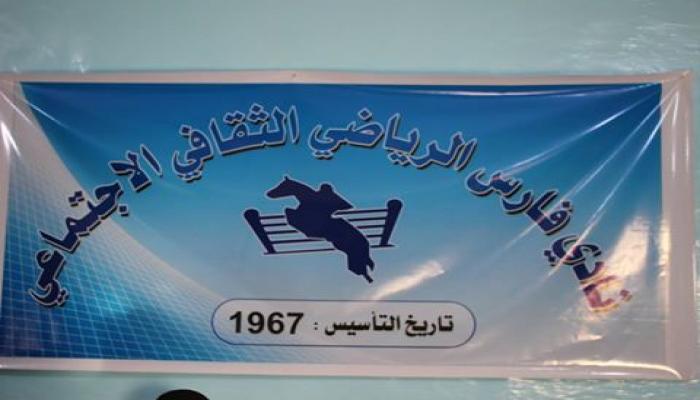 نادي فارس الرياضي الثقافي الاجتماعي
تاريخ التأسيس : 1967